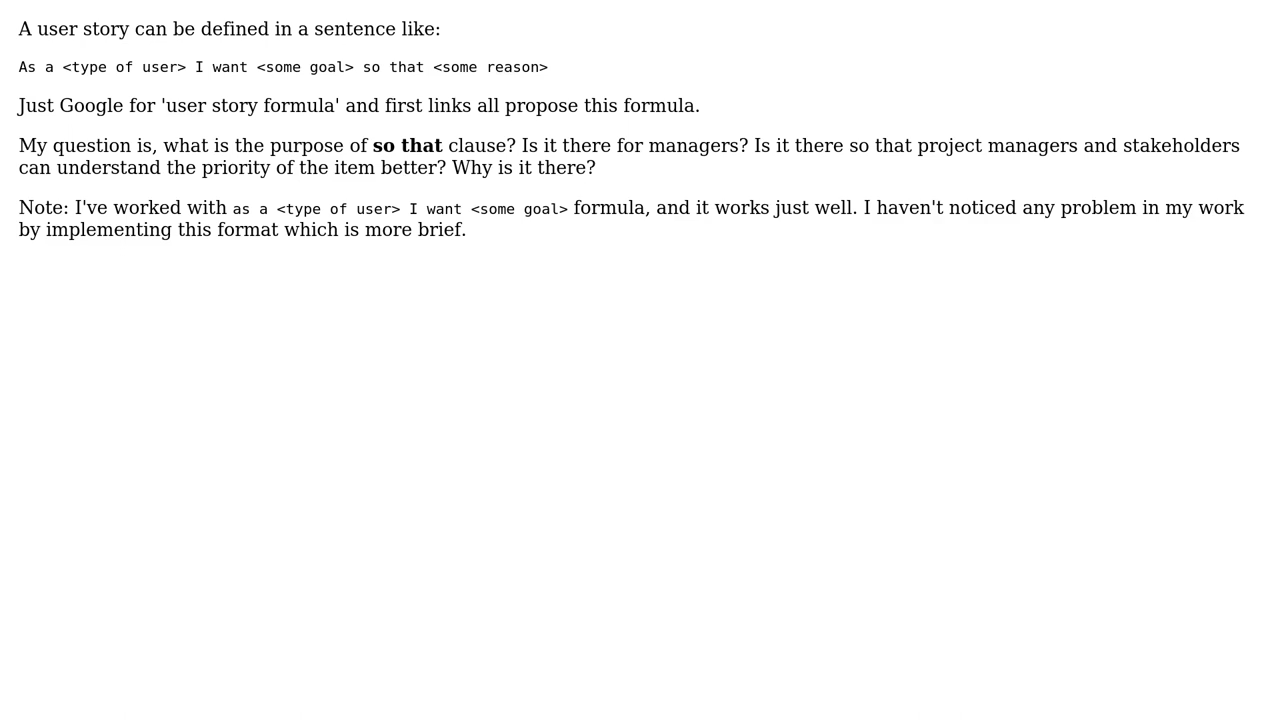 A user story can be defined in a sentence like:
As a <type of user> I want <some goal> so that <some reason>
Just Google for 'user story formula' and first links all propose this formula.
My question is, what is the purpose of so that clause? Is it there for managers? Is it there so that project managers and stakeholders
can understand the priority of the item better? Why is it there?
Note: I've worked with as a <type of user> I want <some goal> formula, and it works just well. I haven't noticed any problem in my work
by implementing this format which is more brief.